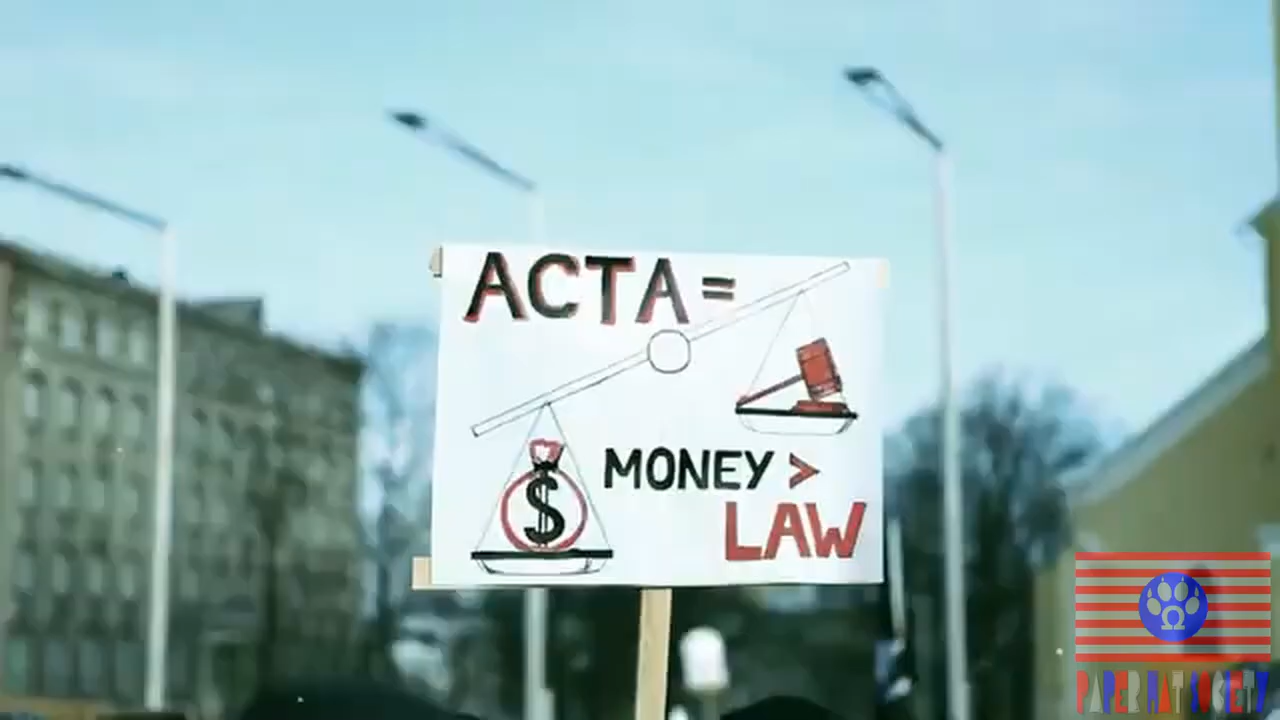 ACTA =
$
MONEY >
LAW
PAPER HAT SOCIETY